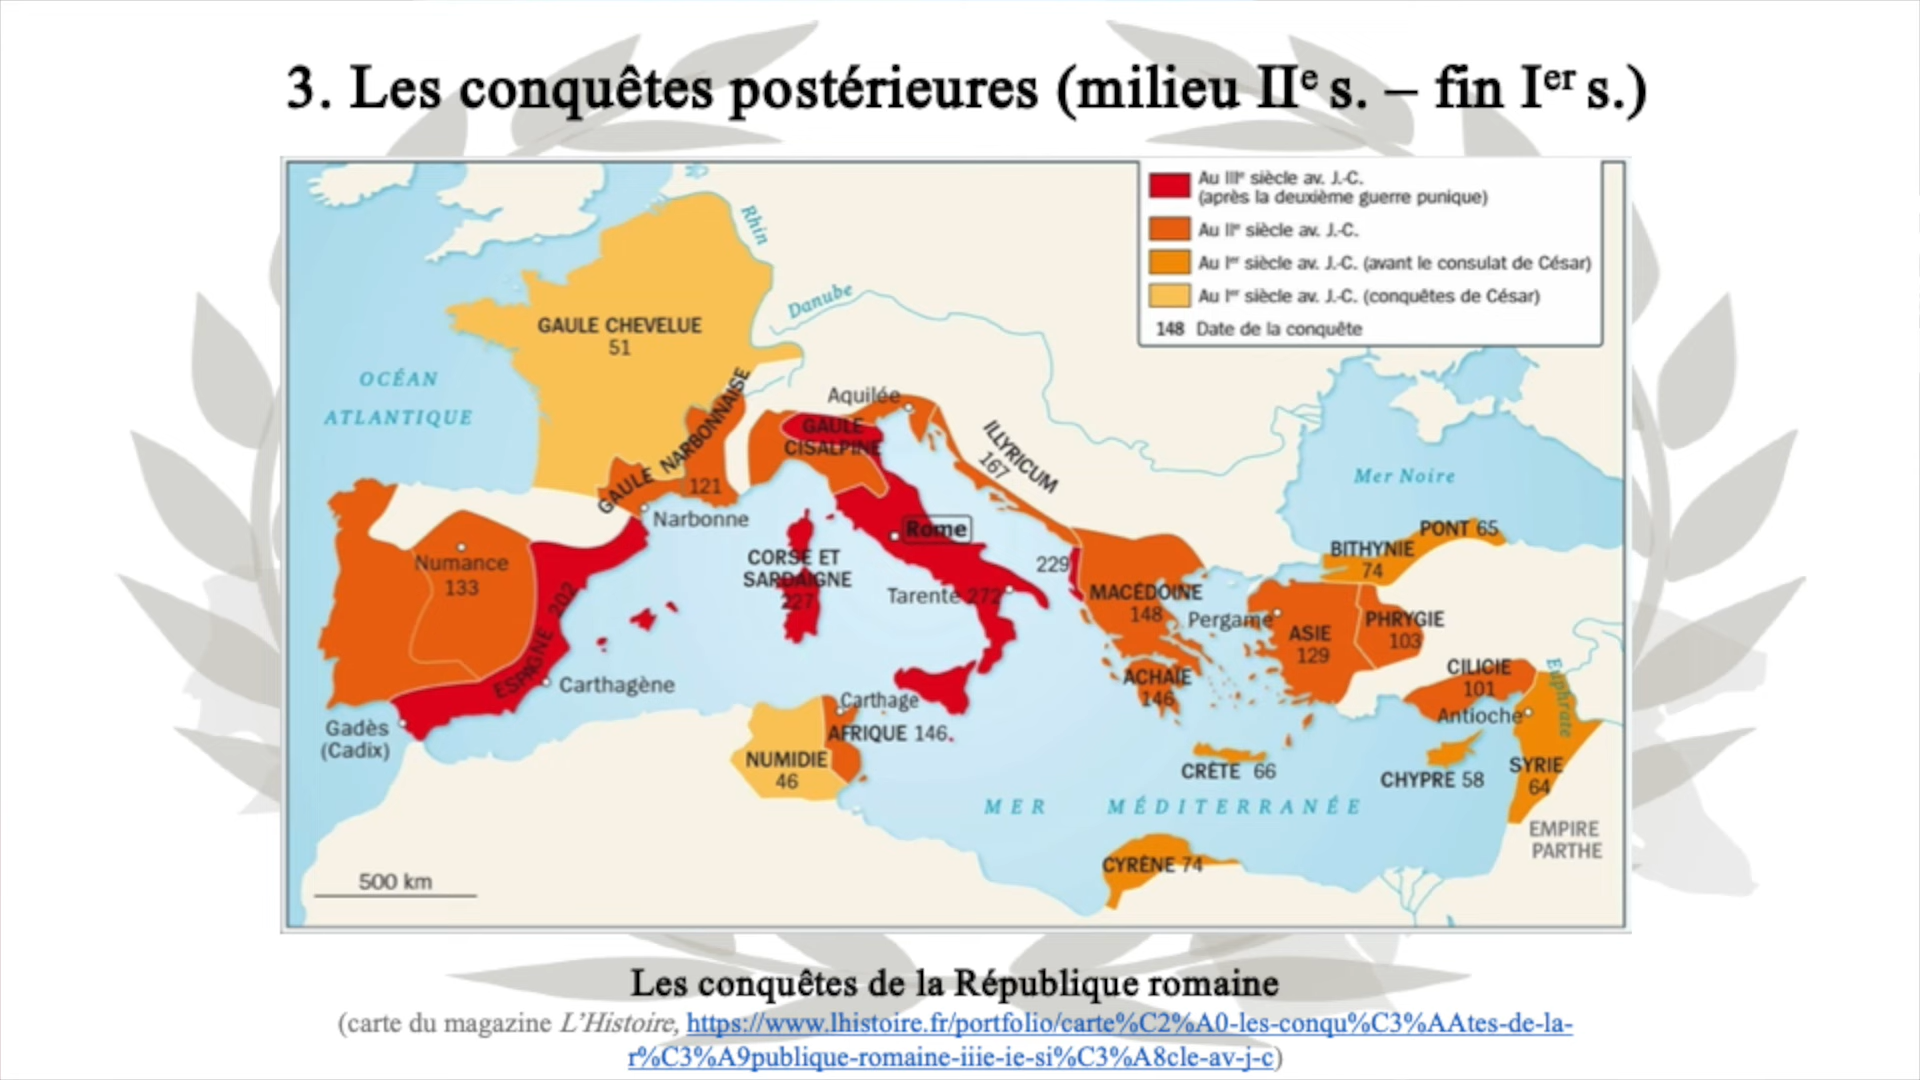 3. Les conquêtes postérieures (milieu IIe s. – fin Ier s.)
Au IIIe siècle av. J.-C.
(après la deuxième guerre punique)
Au IIe siècle av. J.-C.
Au Ier siècle av. J.-C. (avant le consulat de César)
Au Ier siècle av. J.-C. (conquêtes de César)
148 Date de la conquête
Rhin
Danube
GAULE CHEVELUE
51
OCÉAN
ATLANTIQUE
GAULE NARBONNAISE
121
Narbonne
Aquilée
GAULE
CISALPINE
ILLYRICUM
167
Mer Noire
Numance
133
ESPAGNE 202
Carthagène
Gadès
(Cadix)
CORSE ET
SARDAIGNE
227
Rome
Tarente 272
229
MACÉDOINE
148
ACHAÏE
146
Pergame
ASIE
129
PHRYGIE
103
BITHYNIE
74
PONT 65
CILICIE
101
Antioche
Euphrate
SYRIE
64
CHYPRE 58
CRÈTE 66
Carthage
AFRIQUE 146
NUMIDIE
46
MER MÉDITERRANÉE
CYRÈNE 74
EMPIRE
PARTHE
500 km
Les conquêtes de la République romaine
(carte du magazine L’Histoire, https://www.lhistoire.fr/portfolio/carte%C2%A0-les-conqu%C3%AAtes-de-la-
r%C3%A9publique-romaine-iiie-ie-si%C3%A8cle-av-j-c)